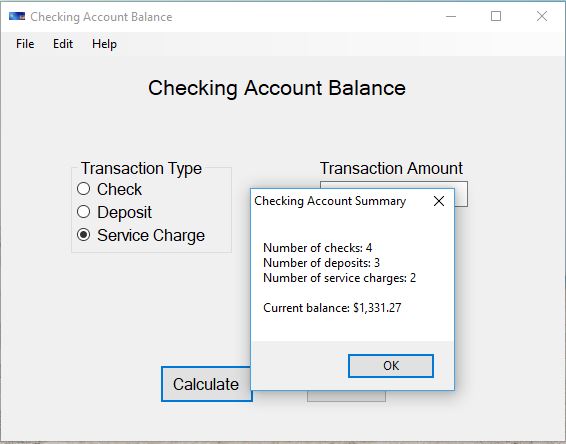 Checking Account Balance
File Edit Help
Checking Account Balance
Transaction Type
Check
Deposit
Service Charge
Transaction Amount
Checking Account Summary
Number of checks: 4
Number of deposits: 3
Number of service charges: 2
Current balance: $1,331.27
OK
Calculate